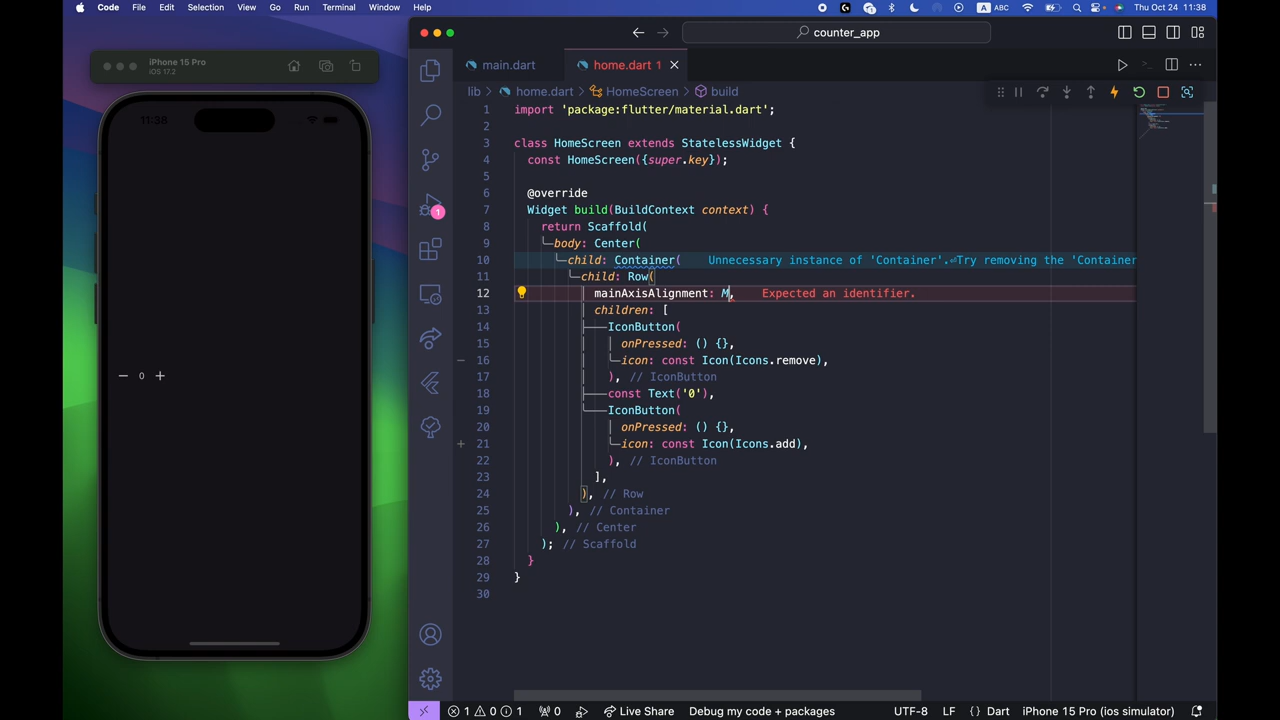 Code File Edit Selection View Go Run Terminal Window Help
A ABC Thu Oct 24 11:38
iPhone 15 Pro
iOS 17.2
11:38
0
counter_app
main.dart home.dart 1
lib › home.dart › HomeScreen › build
1 import 'package:flutter/material.dart';
2
3 class HomeScreen extends StatelessWidget {
4 const HomeScreen({super.key});
5
6 @override
7 Widget build(BuildContext context) {
8 return Scaffold(
9 body: Center(
10 child: Container( Unnecessary instance of 'Container'.⏎Try removing the 'Container
11 child: Row(
12 mainAxisAlignment: M, Expected an identifier.
13 children: [
14 IconButton(
15 onPressed: () {},
16 icon: const Icon(Icons.remove),
17 ), // IconButton
18 const Text('0'),
19 IconButton(
20 onPressed: () {},
21 icon: const Icon(Icons.add),
22 ), // IconButton
23 ],
24 ), // Row
25 ), // Container
26 ), // Center
27 ); // Scaffold
28 }
29 }
30
1
1 0 1 0 Live Share Debug my code + packages UTF-8 LF {} Dart iPhone 15 Pro (ios simulator)